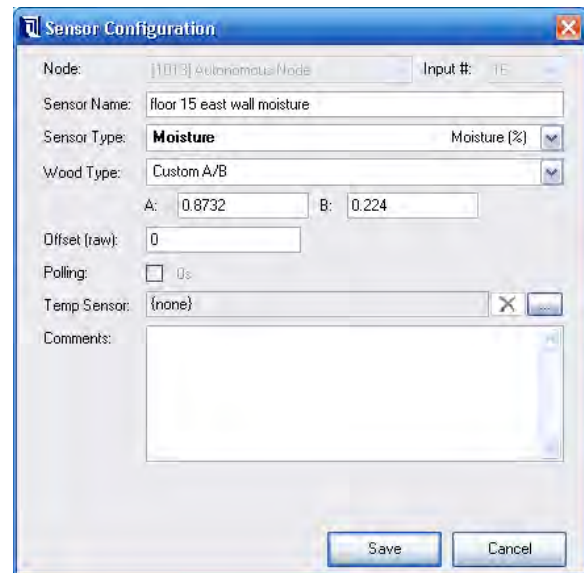 Sensor Configuration
Node: [1013] Autonomous Node Input #: 16
Sensor Name: floor 15 east wall moisture
Sensor Type: Moisture Moisture (%)
Wood Type: Custom A/B
A: 0.8732 B: 0.224
Offset (raw): 0
Polling: 0s
Temp Sensor: {none} ...
Comments:
Save Cancel